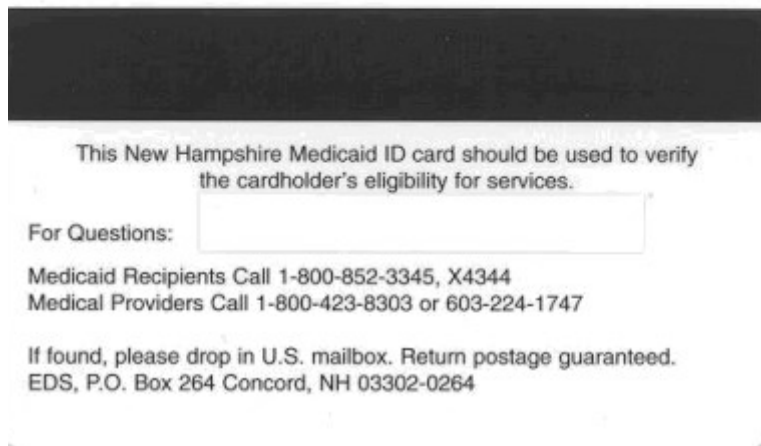 This New Hampshire Medicaid ID card should be used to verify
the cardholder's eligibility for services.
For Questions:
Medicaid Recipients Call 1-800-852-3345, X4344
Medical Providers Call 1-800-423-8303 or 603-224-1747
If found, please drop in U.S. mailbox. Return postage guaranteed.
EDS, P.O. Box 264 Concord, NH 03302-0264